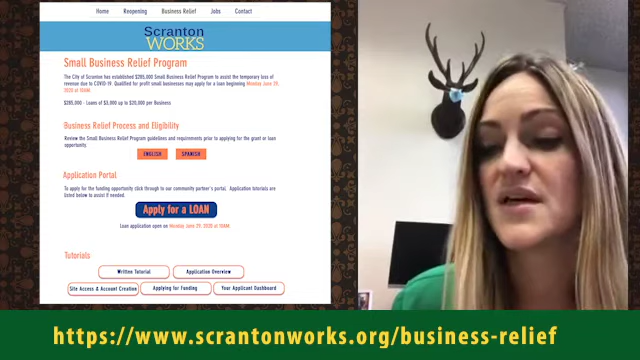 Home Reopening Business Relief Jobs Contact
Scranton
WORKS
Small Business Relief Program
The City of Scranton has established $285,000 Small Business Relief Program to assist the temporary loss of
revenue due to COVID-19. Qualified for profit small businesses may apply for a loan beginning Monday June 29,
2020 at 10AM.
$285,000 - Loans of $3,000 up to $20,000 per Business
Business Relief Process and Eligibility
Review the Small Business Relief Program guidelines and requirements prior to applying for the grant or loan
opportunity.
ENGLISH SPANISH
Application Portal
To apply for the funding opportunity click through to our community partner's portal. Application tutorials are
listed below to assist if needed.
Apply for a LOAN
Loan application open on Monday June 29, 2020 at 10AM.
Tutorials
Written Tutorial Application Overview
Site Access & Account Creation Applying for Funding Your Applicant Dashboard
https://www.scrantonworks.org/business-relief